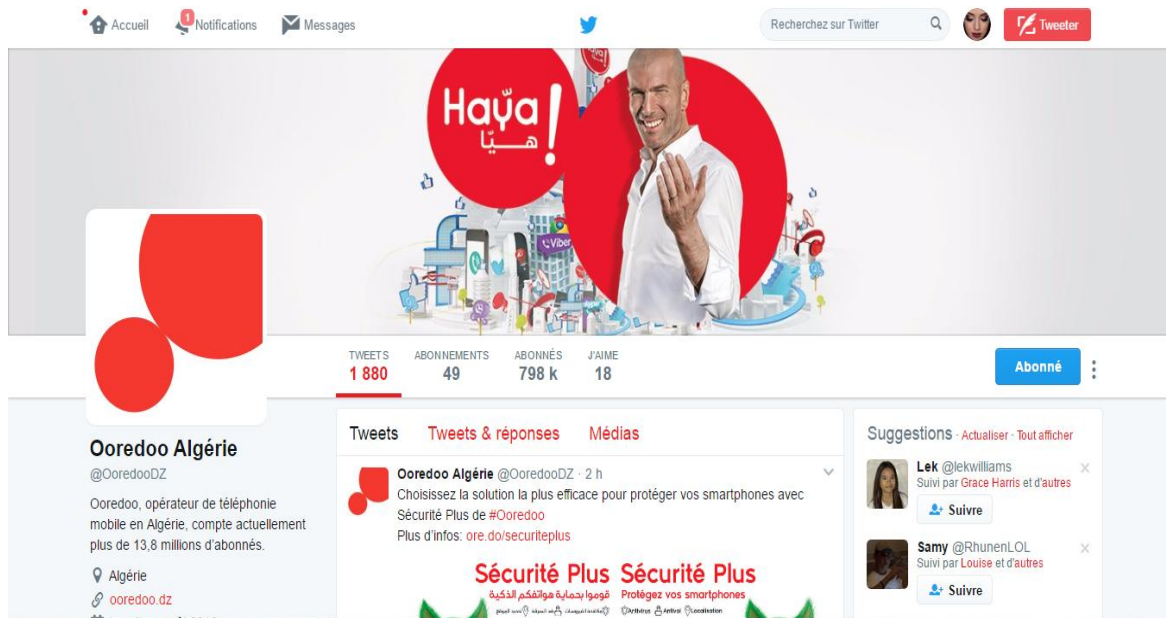 Accueil
1
Notifications
Messages
Recherchez sur Twitter
Tweeter
Haya !
هـيّا
Viber
TWEETS
1 880
ABONNEMENTS
49
ABONNÉS
798 k
J'AIME
18
Abonné
Ooredoo Algérie
@OoredooDZ
Ooredoo, opérateur de téléphonie
mobile en Algérie, compte actuellement
plus de 13,8 millions d'abonnés.
Algérie
ooredoo.dz
Tweets Tweets & réponses Médias
Ooredoo Algérie @OoredooDZ · 2 h
Choisissez la solution la plus efficace pour protéger vos smartphones avec
Sécurité Plus de #Ooredoo
Plus d'infos: ore.do/securiteplus
Sécurité Plus Sécurité Plus
قوموا بحماية هواتفكم الذكية Protégez vos smartphones
Antivirus Antivol Localisation
Suggestions · Actualiser · Tout afficher
Lek @lekwilliams
Suivi par Grace Harris et d'autres
Suivre
Samy @RhunenLOL
Suivi par Louise et d'autres
Suivre